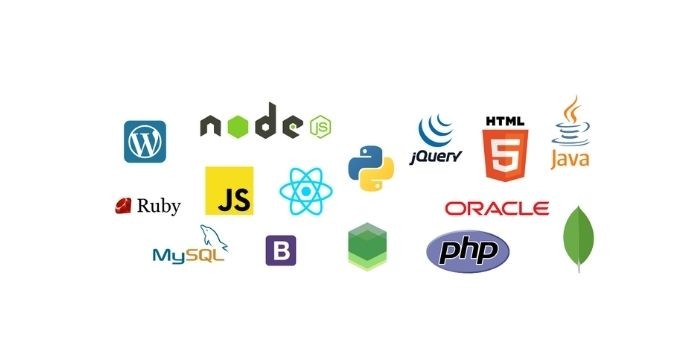 W
node
JS
jQuery
HTML
5
Java
Ruby
JS
ORACLE
MySQL
B
php